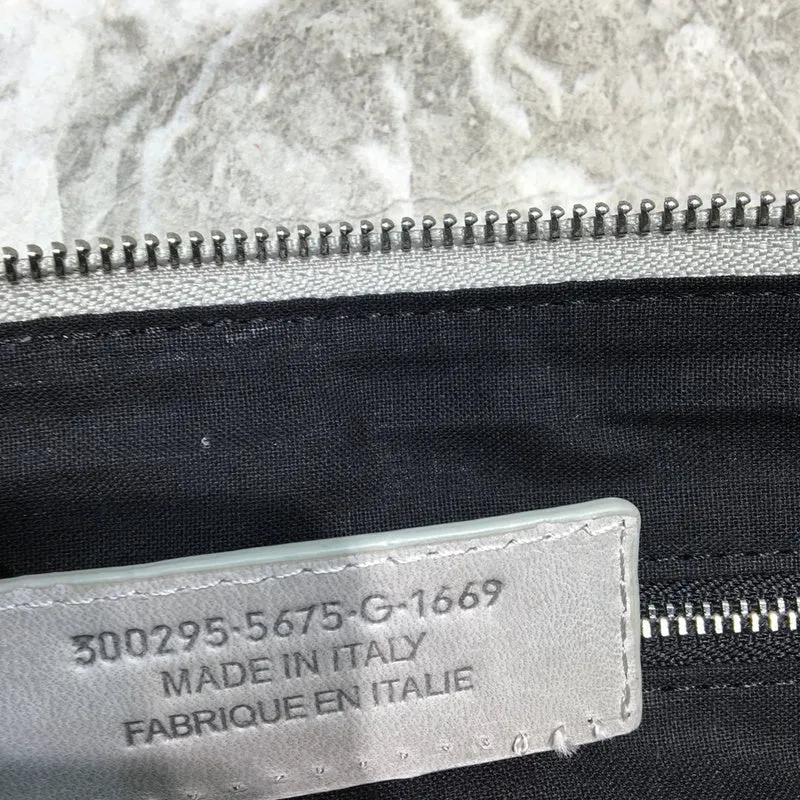 300295-5675-G-1669
MADE IN ITALY
FABRIQUE EN ITALIE